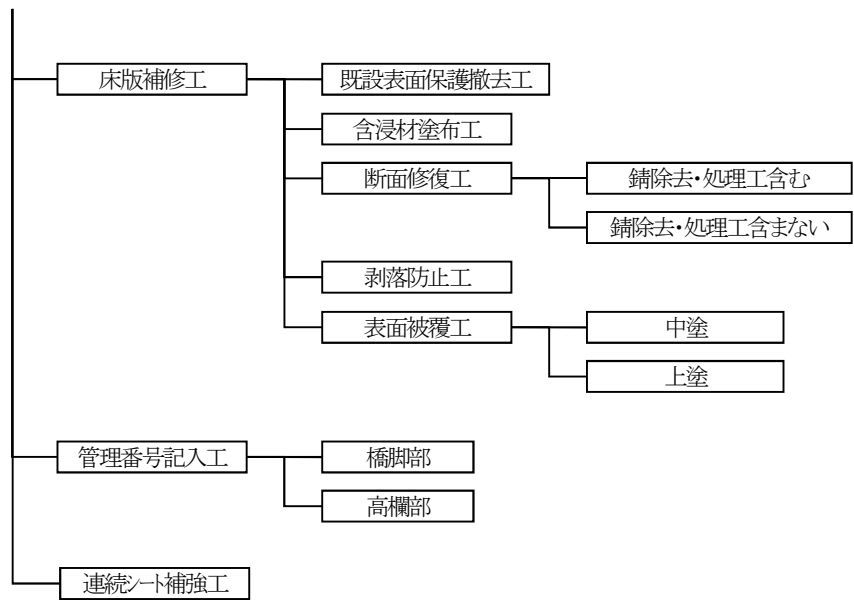 床版補修工
既設表面保護撤去工
含浸材塗布工
断面修復工
錆除去・処理工含む
錆除去・処理工含まない
剥落防止工
表面被覆工
中塗
上塗
管理番号記入工
橋脚部
高欄部
連続シート補強工